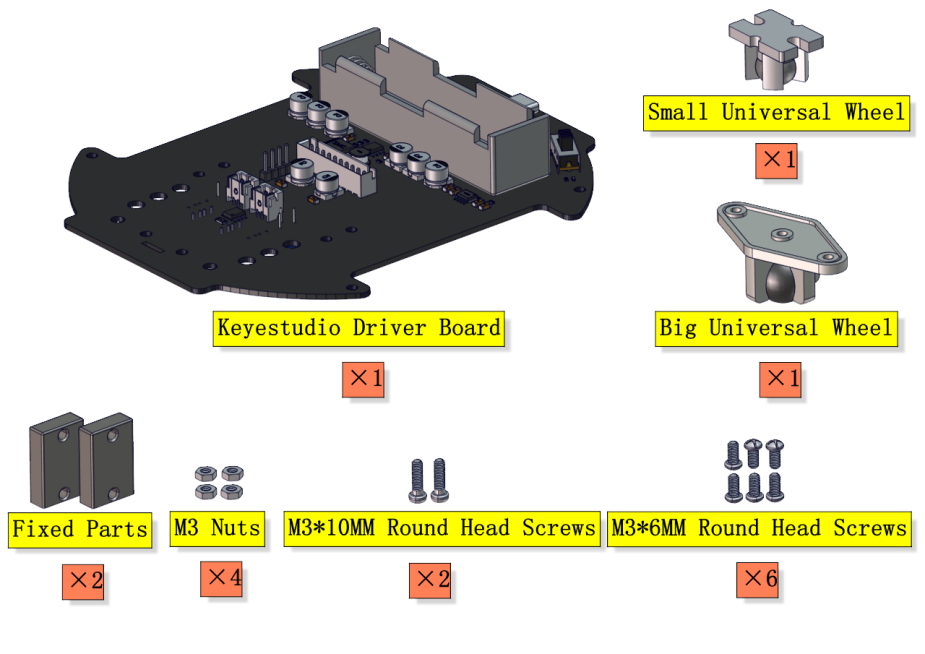 Small Universal Wheel
×1
Keyestudio Driver Board
×1
Big Universal Wheel
×1
Fixed Parts
×2
M3 Nuts
×4
M3*10MM Round Head Screws
×2
M3*6MM Round Head Screws
×6